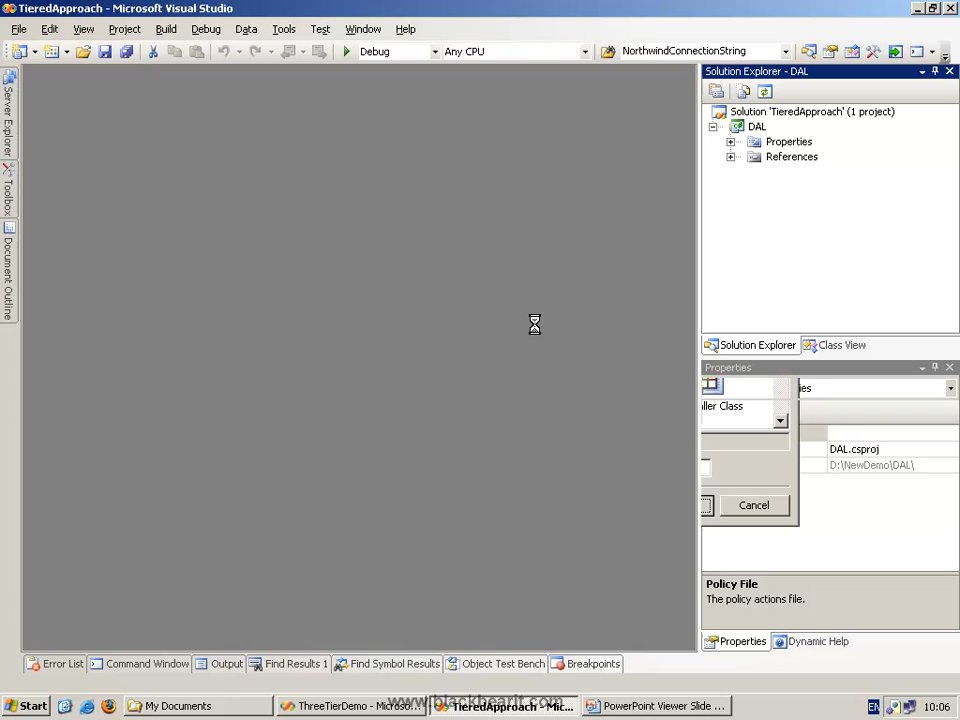 TieredApproach - Microsoft Visual Studio
File Edit View Project Build Debug Data Tools Test Window Help
Debug Any CPU NorthwindConnectionString
Server Explorer
Toolbox
Document Outline
Solution Explorer - DAL
Solution 'TieredApproach' (1 project)
DAL
Properties
References
Solution Explorer Class View
Properties
ies
ller Class
DAL.csproj
D:\NewDemo\DAL\
Cancel
Policy File
The policy actions file.
Properties Dynamic Help
Error List Command Window Output Find Results 1 Find Symbol Results Object Test Bench Breakpoints
www.blackbearit.com
Start My Documents ThreeTierDemo - Microso... TieredApproach - Mic... PowerPoint Viewer Slide ... EN 10:06